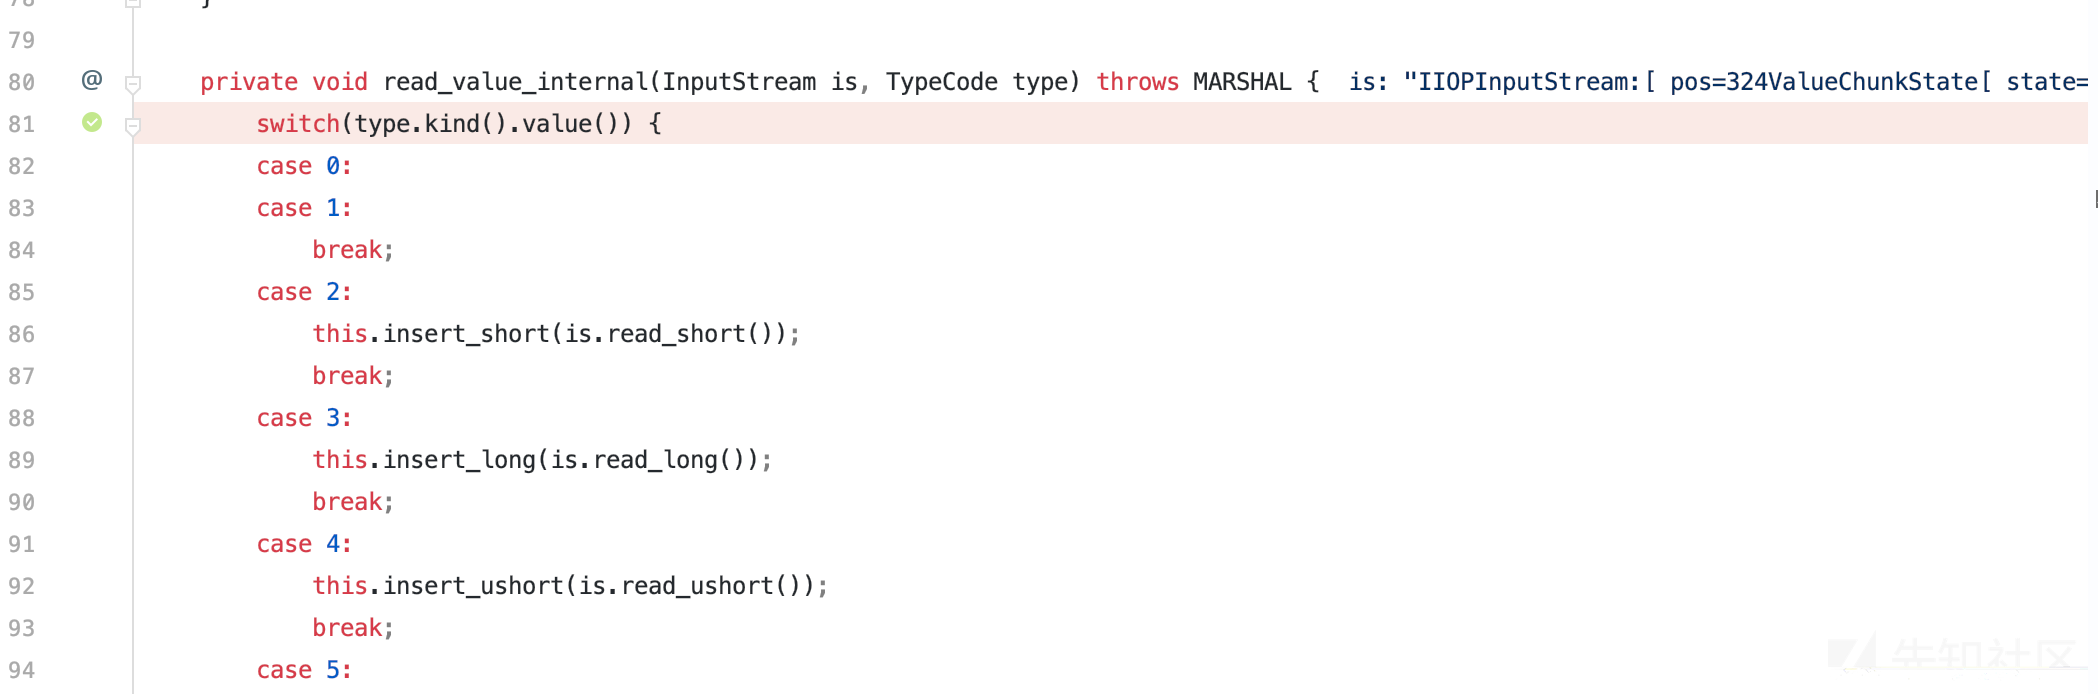 78 }
79
80 @ private void read_value_internal(InputStream is, TypeCode type) throws MARSHAL {  is: "IIOPInputStream:[ pos=324ValueChunkState[ state=
81 switch(type.kind().value()) {
82 case 0:
83 case 1:
84 break;
85 case 2:
86 this.insert_short(is.read_short());
87 break;
88 case 3:
89 this.insert_long(is.read_long());
90 break;
91 case 4:
92 this.insert_ushort(is.read_ushort());
93 break;
94 case 5:
先知社区